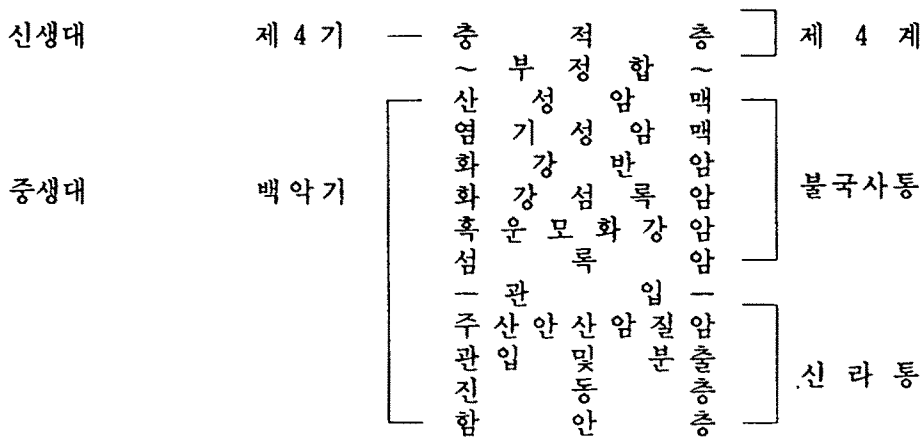 신생대 제 4 기 — 충 적 층 제 4 계
~ 부 정 합 ~
산 성 암 맥
염 기 성 암 맥
화 강 반 암
중생대 백악기 화 강 섬 록 암 불국사통
흑 운 모 화 강 암
섬 록 암
— 관 입 —
주 산 안 산 암 질 암
관 입 및 분 출
진 동 층 신 라 통
함 안 층